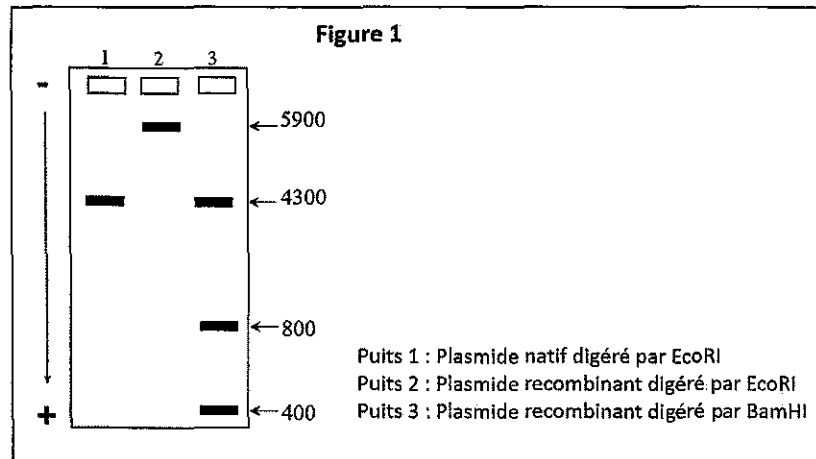 Figure 1
1 2 3
-
5900
4300
800
Puits 1 : Plasmide natif digéré par EcoRI
Puits 2 : Plasmide recombinant digéré par EcoRI
+
400
Puits 3 : Plasmide recombinant digéré par BamHI